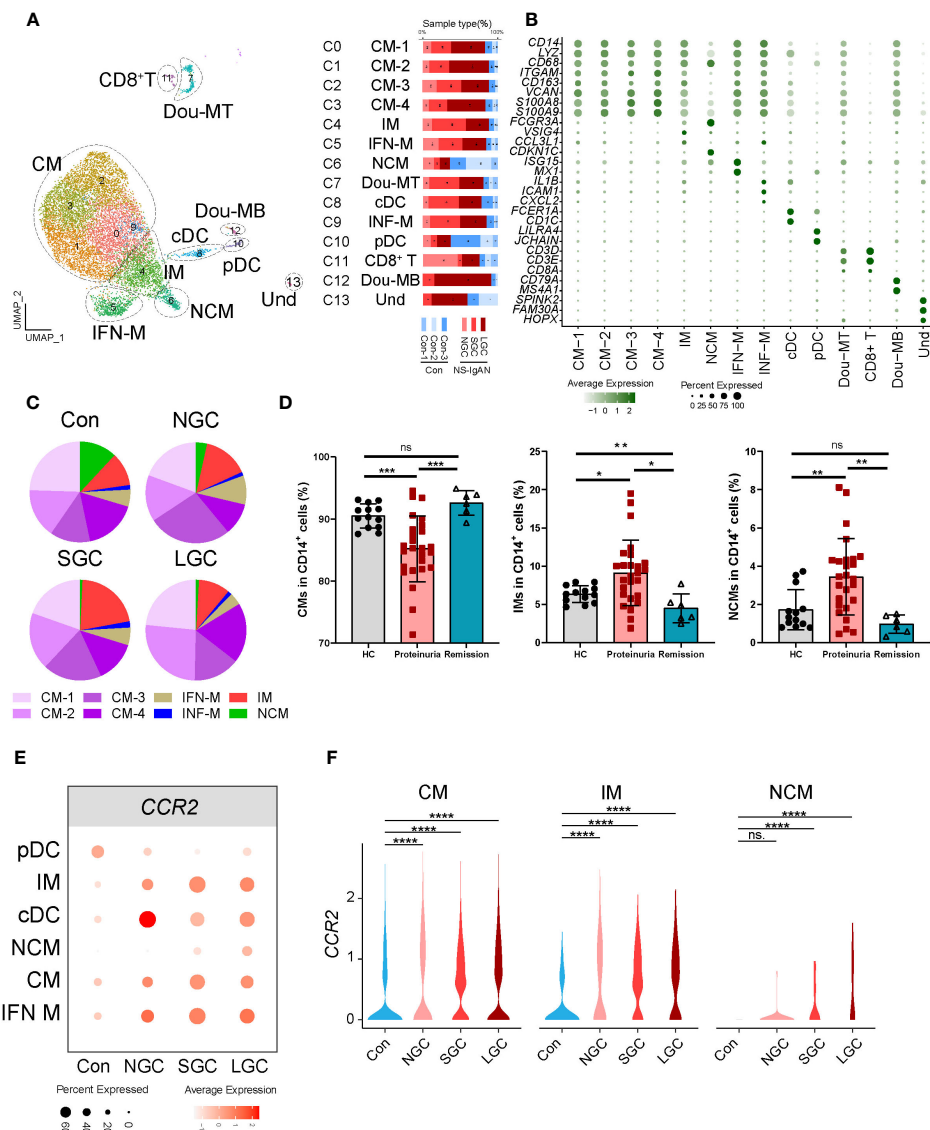 A
CD8+ T
11
7
Dou-MT
CM
2
3
0
9
1
4
Dou-MB
12
cDC
10
8
pDC
IM
5
6
NCM
IFN-M
13
Und
UMAP_2
UMAP_1
Sample type(%)
0% 100%
C0 CM-1
C1 CM-2
C2 CM-3
C3 CM-4
C4 IM
C5 IFN-M
C6 NCM
C7 Dou-MT
C8 cDC
C9 INF-M
C10 pDC
C11 CD8+ T
C12 Dou-MB
C13 Und
Con-1
Con-2
Con-3
NGC
SGC
LGC
Con NS-IgAN
B
CD14
LYZ
CD68
ITGAM
CD163
VCAN
S100A8
S100A9
FCGR3A
VSIG4
CCL3L1
CDKN1C
ISG15
MX1
IL1B
ICAM1
CXCL2
FCER1A
CD1C
LILRA4
JCHAIN
CD3D
CD3E
CD8A
CD79A
MS4A1
SPINK2
FAM30A
HOPX
CM-1
CM-2
CM-3
CM-4
IM
NCM
IFN-M
INF-M
cDC
pDC
Dou-MT
CD8+ T
Dou-MB
Und
Average Expression
-1 0 1 2
Percent Expressed
0 25 50 75 100
C
Con NGC
SGC LGC
CM-1 CM-3 IFN-M IM
CM-2 CM-4 INF-M NCM
D
CMs in CD14+ cells (%)
100
90
80
70
ns
*** ***
HC Proteinuria Remission
IMs in CD14+ cells (%)
25
20
15
10
5
0
**
* *
HC Proteinuria Remission
NCMs in CD14+ cells (%)
10
8
6
4
2
0
ns
** **
HC Proteinuria Remission
E
CCR2
pDC
IM
cDC
NCM
CM
IFN M
Con NGC SGC LGC
Percent Expressed
60 40 20 0
Average Expression
0 1 2
F
CM IM NCM
****
****
****
****
****
****
****
****
ns.
CCR2
2
1
0
Con NGC SGC LGC
Con NGC SGC LGC
Con NGC SGC LGC